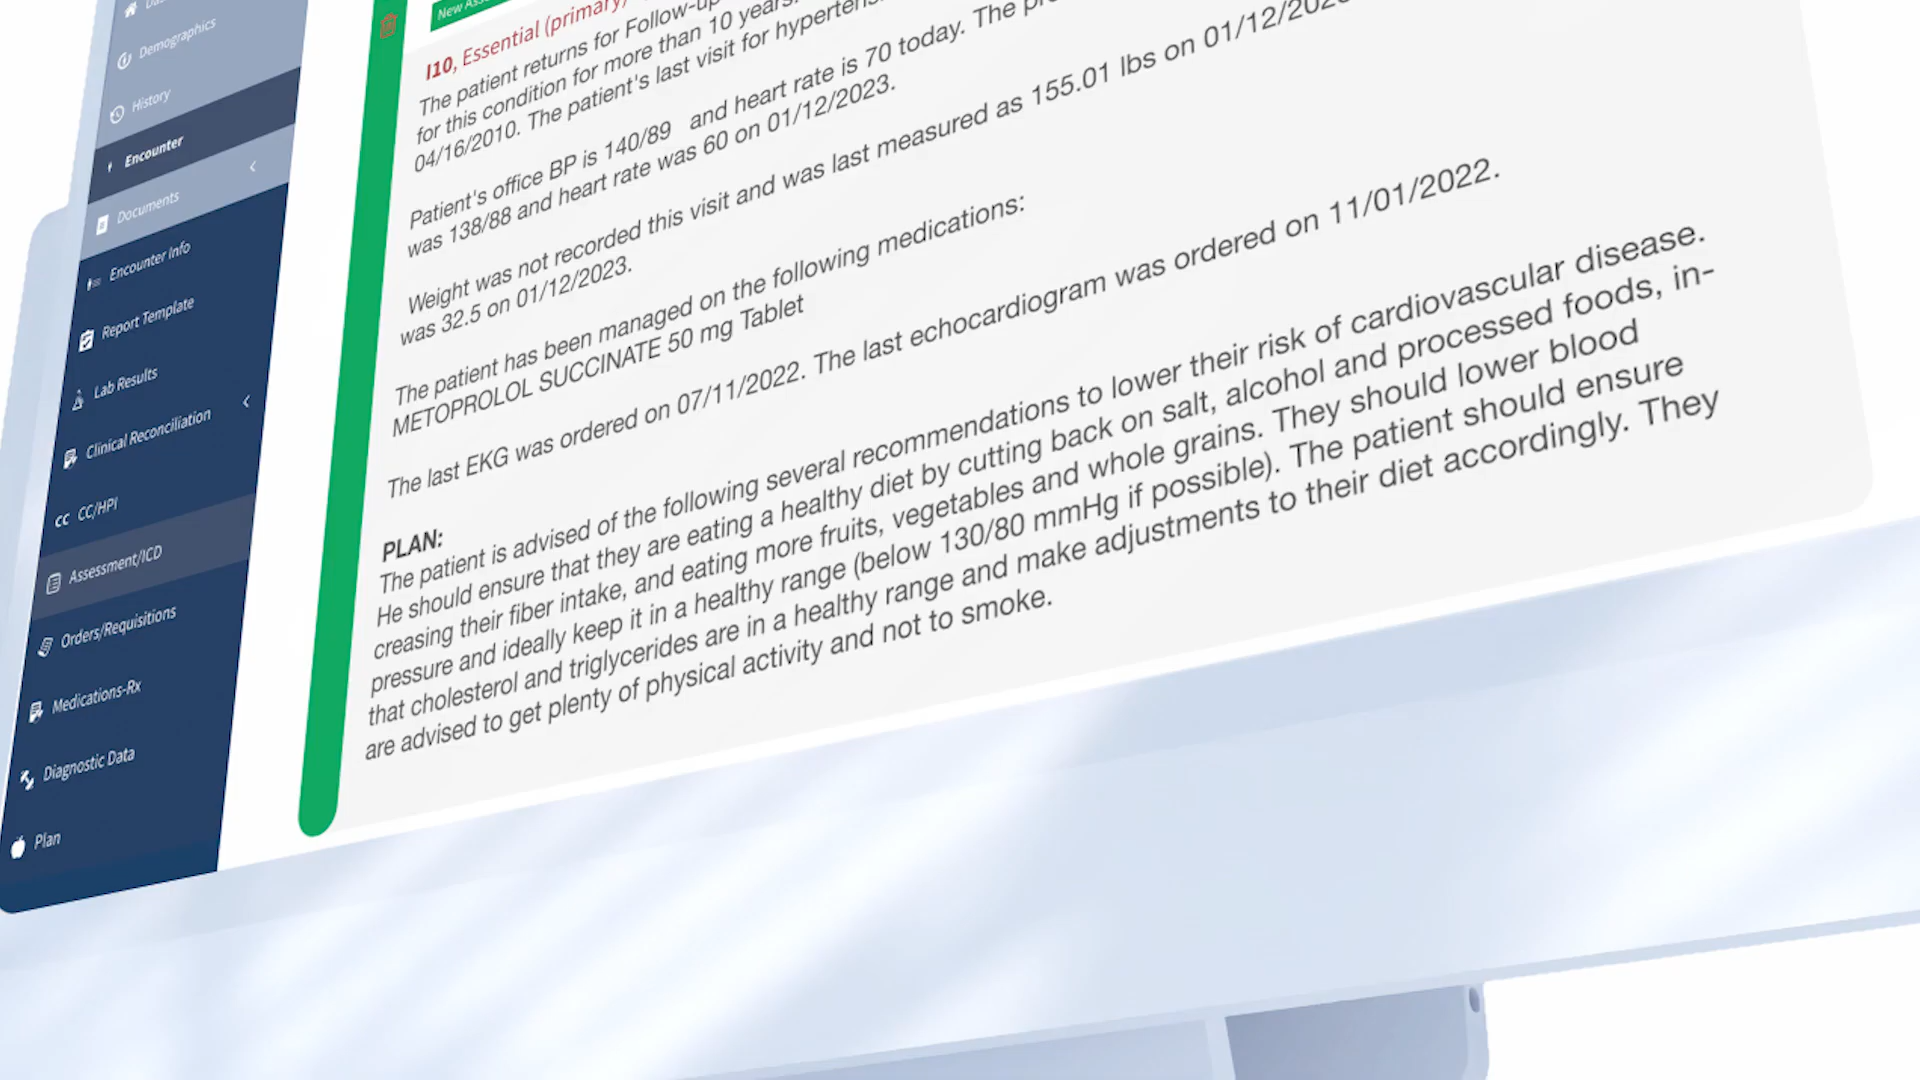 Demographics
History
Encounter
Documents
Encounter Info
Report Template
Lab Results
Clinical Reconciliation
CC CC/HPI
Assessment/ICD
Orders/Requisitions
Medications-Rx
Diagnostic Data
Plan
New
I10, Essential (primary)
The patient returns for Follow-up
for this condition for more than 10 years.
04/16/2010. The patient's last visit for
Patient's office BP is 140/89 and heart rate is 70 today. The
was 138/88 and heart rate was 60 on 01/12/2023.
Weight was not recorded this visit and was last measured as 155.01 lbs on
was 32.5 on 01/12/2023.
The patient has been managed on the following medications:
METOPROLOL SUCCINATE 50 mg Tablet
The last EKG was ordered on 07/11/2022. The last echocardiogram was ordered on 11/01/2022.
PLAN:
The patient is advised of the following several recommendations to lower their risk of cardiovascular disease.
He should ensure that they are eating a healthy diet by cutting back on salt, alcohol and processed foods, in-
creasing their fiber intake, and eating more fruits, vegetables and whole grains. They should lower blood
pressure and ideally keep it in a healthy range (below 130/80 mmHg if possible). The patient should ensure
that cholesterol and triglycerides are in a healthy range and make adjustments to their diet accordingly. They
are advised to get plenty of physical activity and not to smoke.